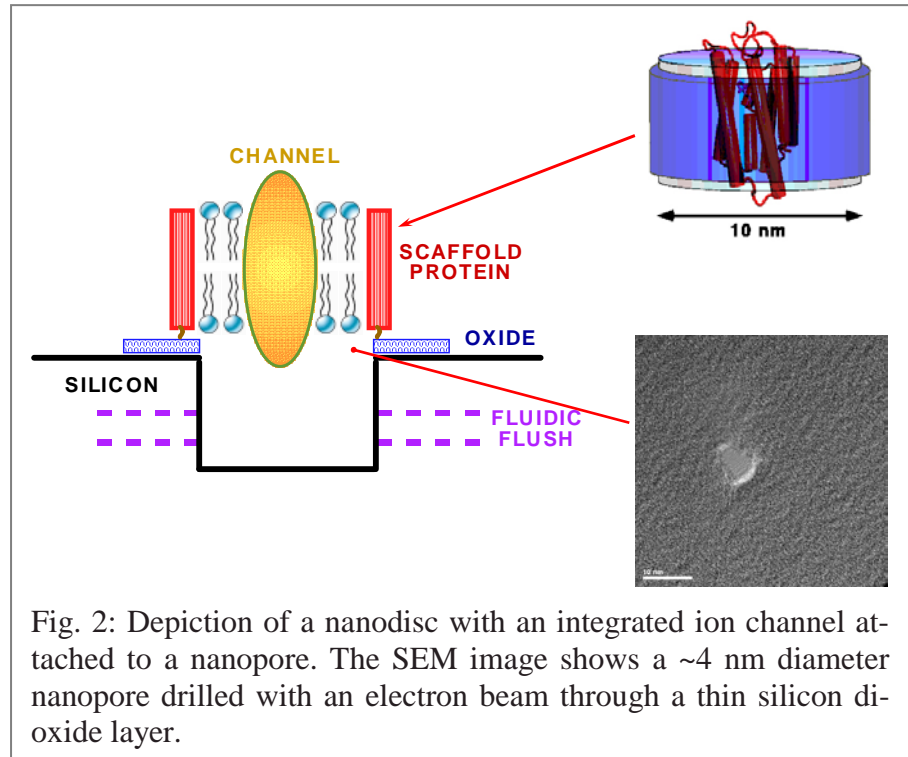 CHANNEL
10 nm
SCAFFOLD
PROTEIN
OXIDE
SILICON
FLUIDIC
FLUSH
10 nm
Fig. 2: Depiction of a nanodisc with an integrated ion channel at-
tached to a nanopore. The SEM image shows a ~4 nm diameter
nanopore drilled with an electron beam through a thin silicon di-
oxide layer.